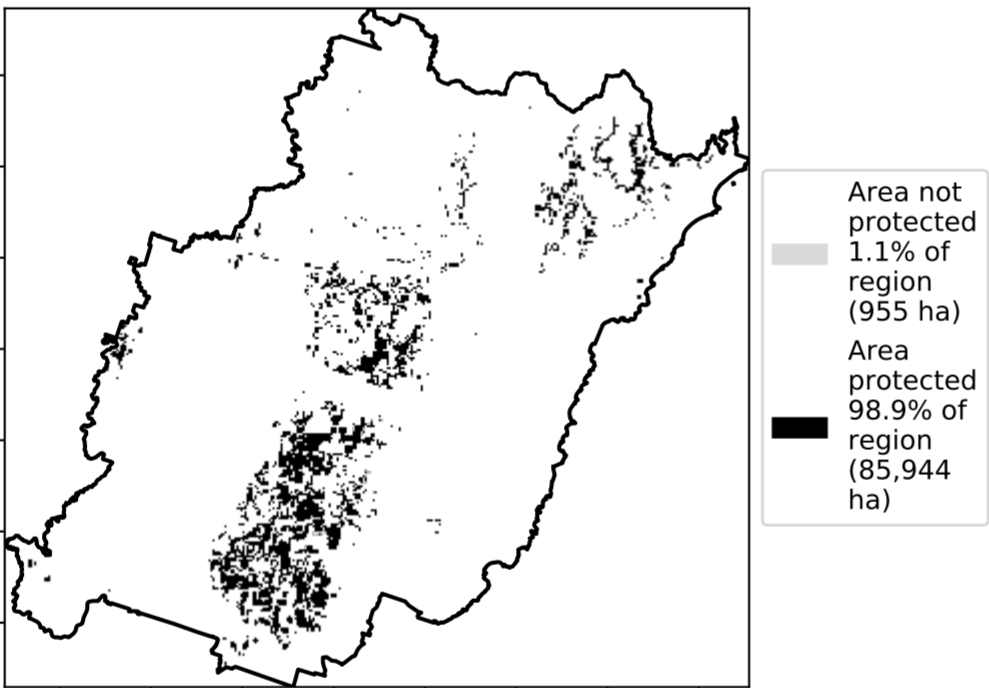 Area not
protected
1.1% of
region
(955 ha)
Area
protected
98.9% of
region
(85,944
ha)